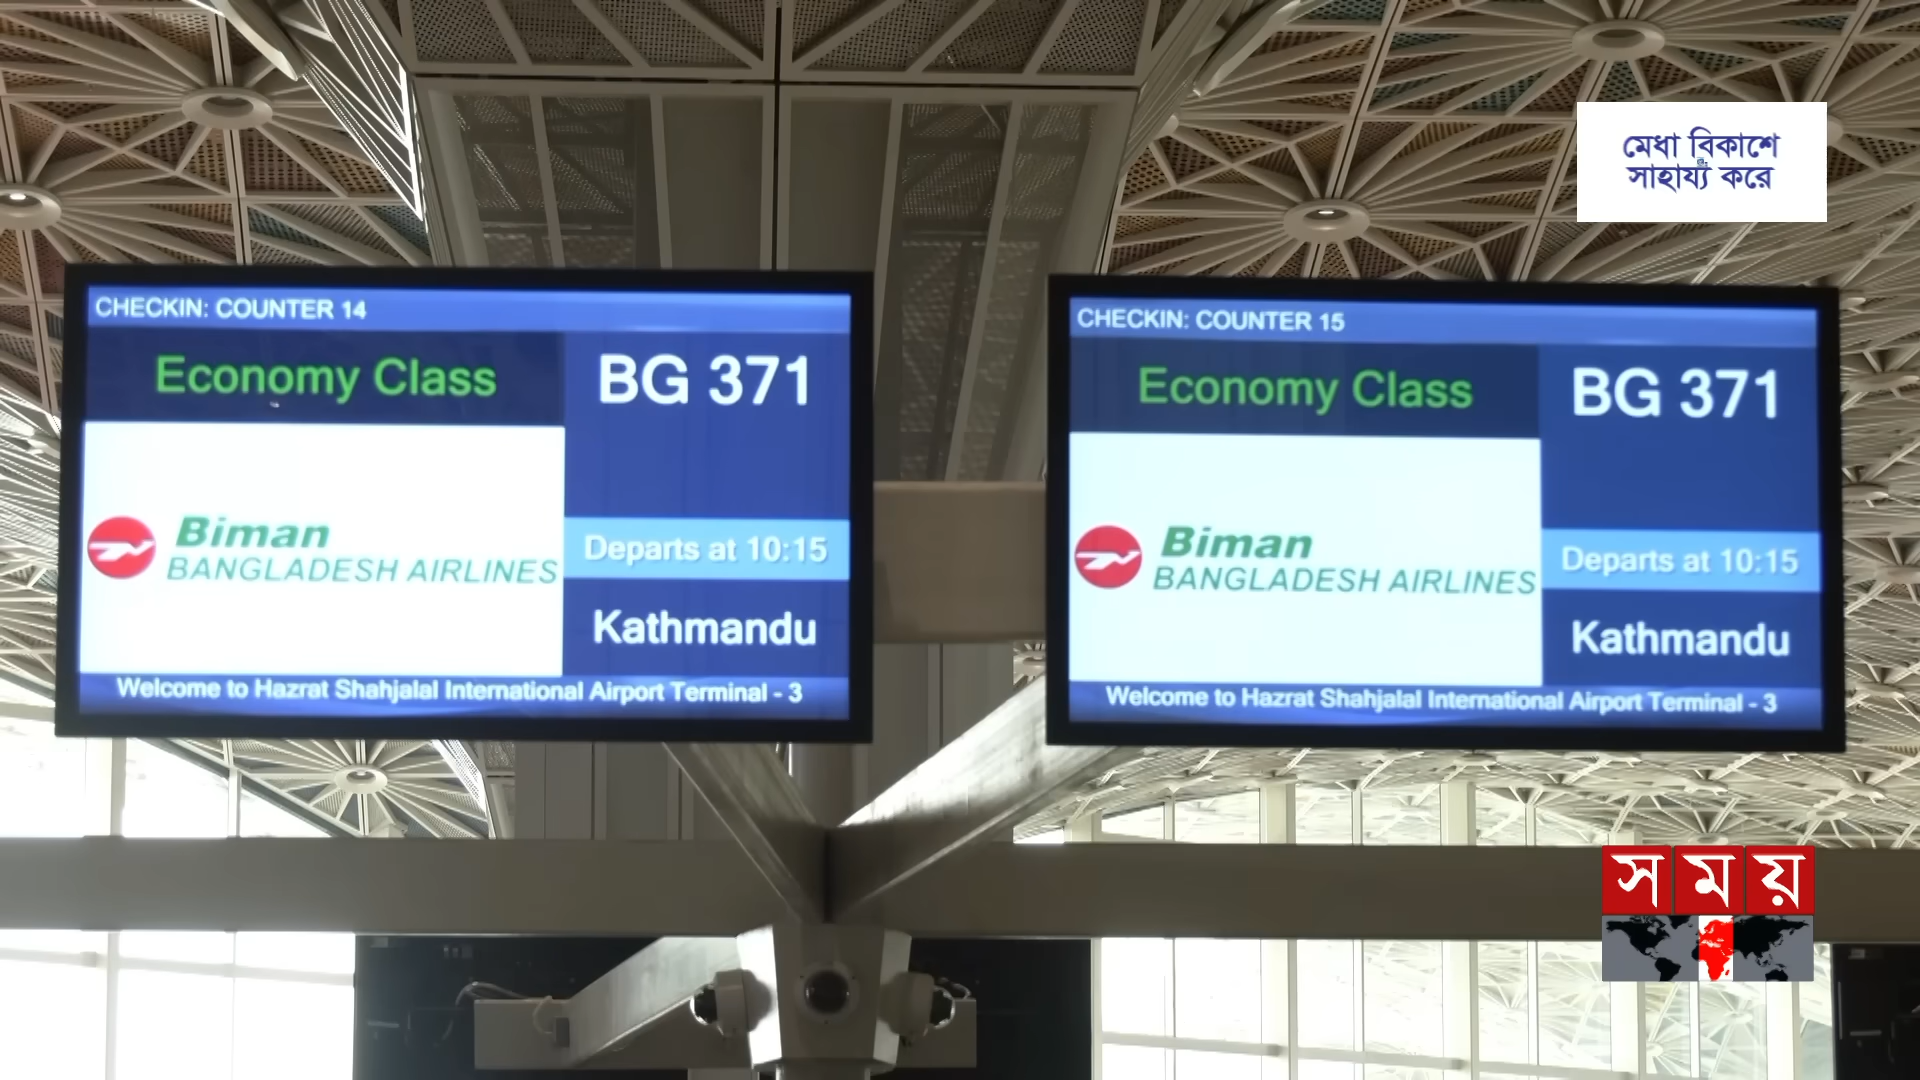 মেধা বিকাশে
সাহায্য করে
CHECKIN: COUNTER 14
Economy Class
BG 371
Biman
BANGLADESH AIRLINES
Departs at 10:15
Kathmandu
Welcome to Hazrat Shahjalal International Airport Terminal - 3
CHECKIN: COUNTER 15
Economy Class
BG 371
Biman
BANGLADESH AIRLINES
Departs at 10:15
Kathmandu
Welcome to Hazrat Shahjalal International Airport Terminal - 3
সময়